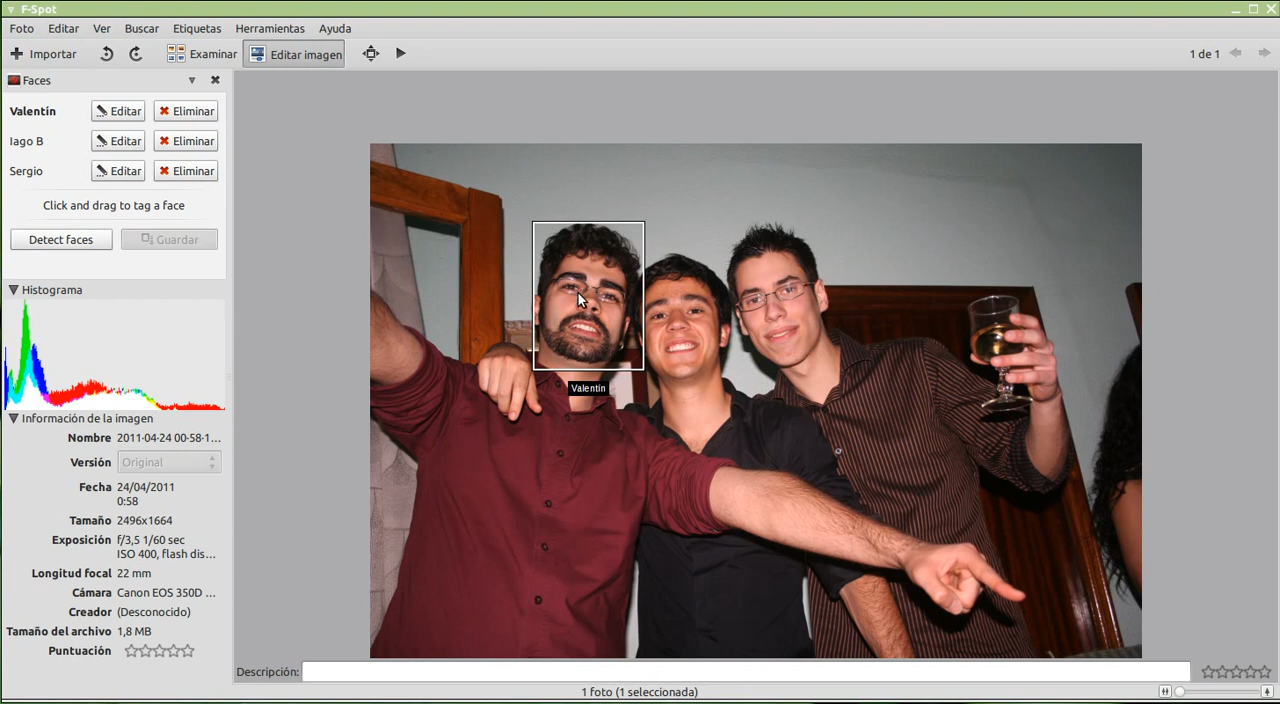 F-Spot
Foto Editar Ver Buscar Etiquetas Herramientas Ayuda
Importar Examinar Editar imagen 1 de 1
Faces
Valentín Editar Eliminar
Iago B Editar Eliminar
Sergio Editar Eliminar
Click and drag to tag a face
Detect faces Guardar
Histograma
Valentín
Información de la imagen
Nombre 2011-04-24 00-58-1...
Versión Original
Fecha 24/04/2011
0:58
Tamaño 2496x1664
Exposición f/3,5 1/60 sec
ISO 400, flash dis...
Longitud focal 22 mm
Cámara Canon EOS 350D ...
Creador (Desconocido)
Tamaño del archivo 1,8 MB
Puntuación
Descripción:
1 foto (1 seleccionada)